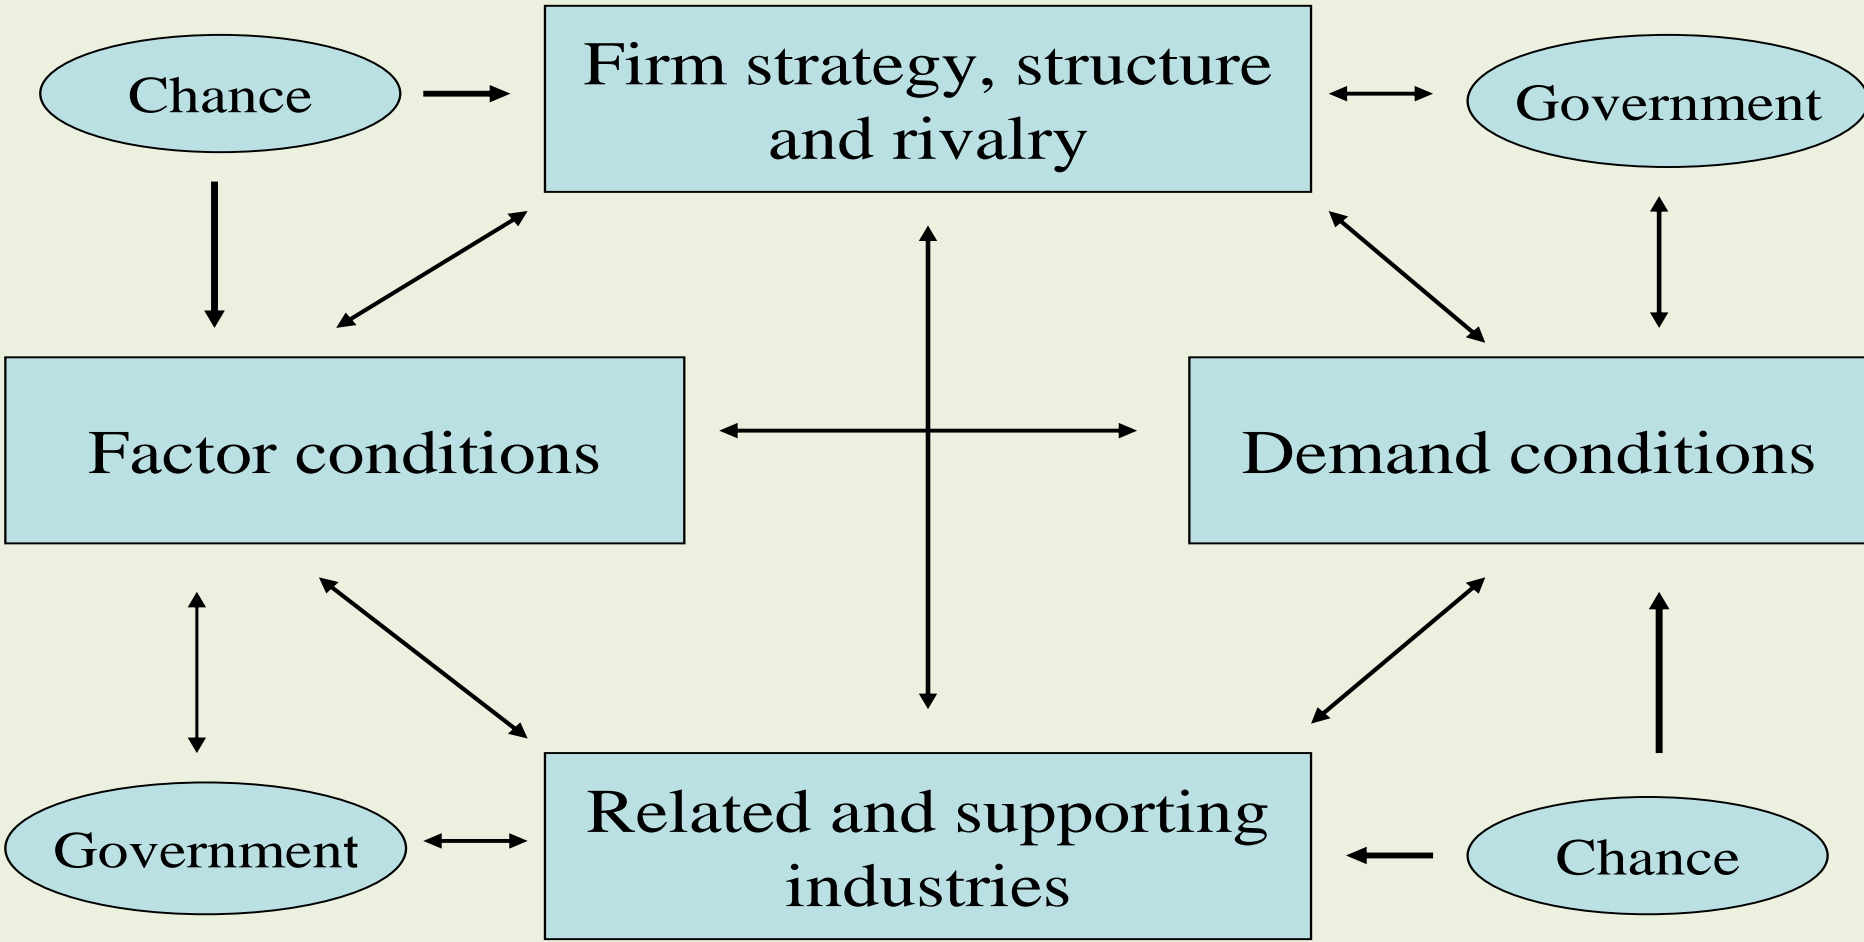 Chance
Firm strategy, structure
and rivalry
Government
Factor conditions
Demand conditions
Government
Related and supporting
industries
Chance